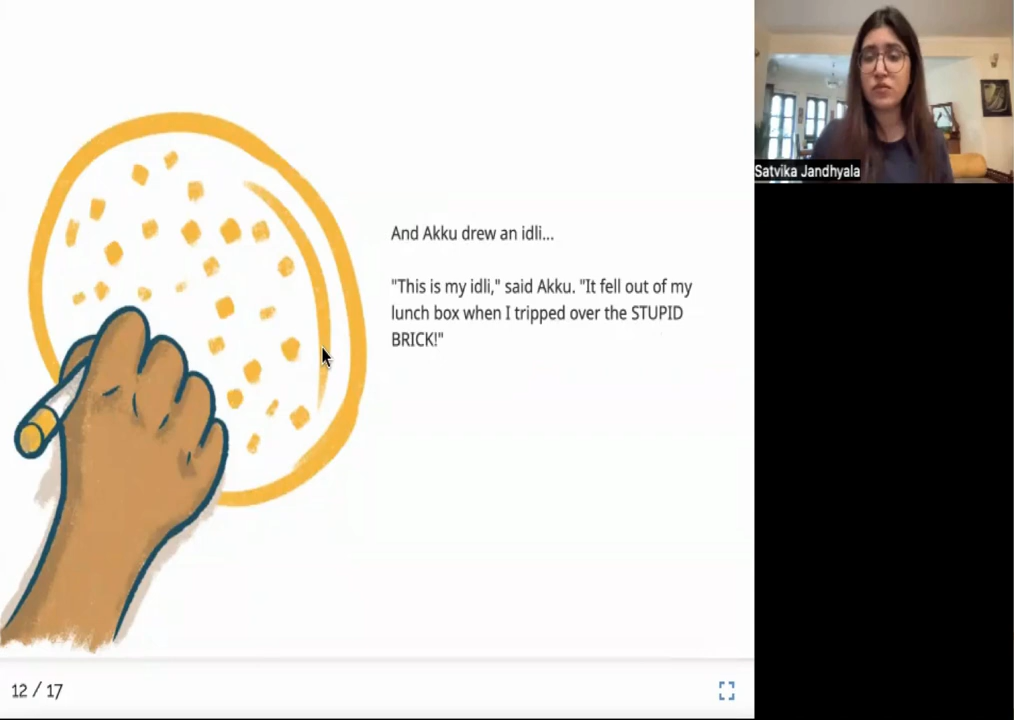 Satvika Jandhyala
And Akku drew an idli...
"This is my idli," said Akku. "It fell out of my
lunch box when I tripped over the STUPID
BRICK!"
12 / 17